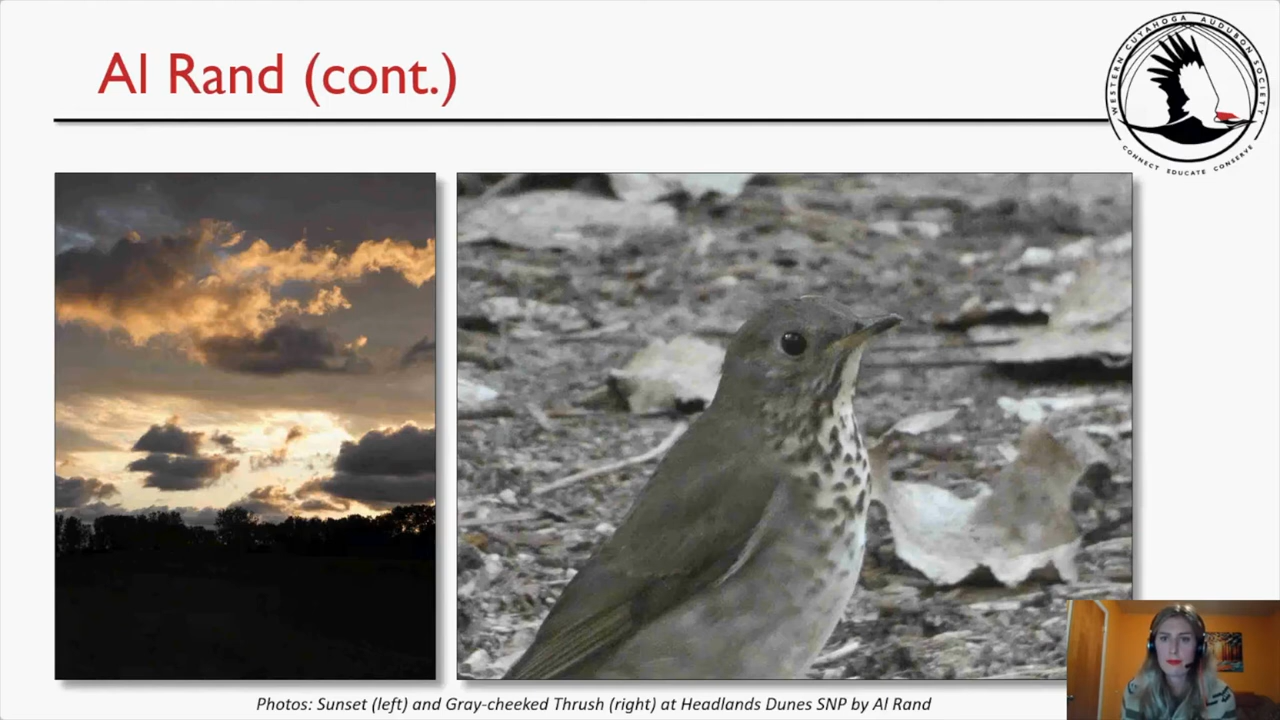 Al Rand (cont.)
WESTERN CUYAHOGA AUDUBON SOCIETY
CONNECT EDUCATE CONSERVE
Photos: Sunset (left) and Gray-cheeked Thrush (right) at Headlands Dunes SNP by Al Rand